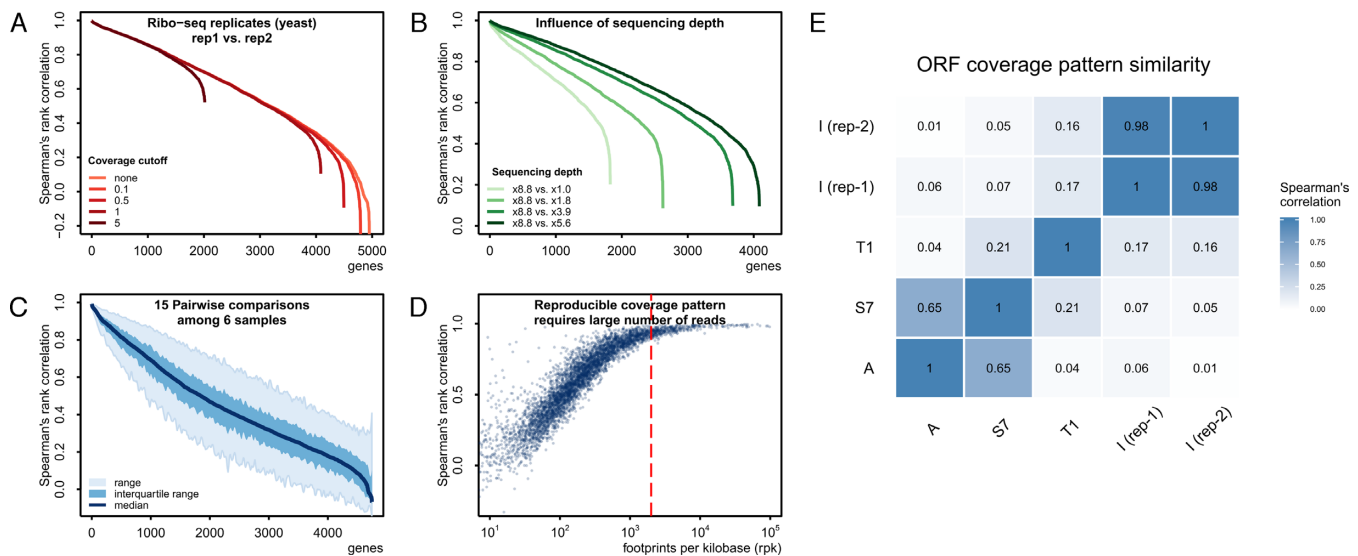 A
Ribo−seq replicates (yeast)
rep1 vs. rep2
Spearman's rank correlation
1.0
0.8
0.6
0.4
0.2
0.0
−0.2
Coverage cutoff
none
0.1
0.5
1
5
0
1000
2000
3000
4000
5000
genes
B
Influence of sequencing depth
Spearman's rank correlation
1.0
0.8
0.6
0.4
0.2
0.0
Sequencing depth
x8.8 vs. x1.0
x8.8 vs. x1.8
x8.8 vs. x3.9
x8.8 vs. x5.6
0
1000
2000
3000
4000
genes
C
15 Pairwise comparisons
among 6 samples
Spearman's rank correlation
1.0
0.8
0.6
0.4
0.2
0.0
range
interquartile range
median
0
1000
2000
3000
4000
genes
D
Reproducible coverage pattern
requires large number of reads
Spearman's rank correlation
1.0
0.5
0.0
10^1
10^2
10^3
10^4
10^5
footprints per kilobase (rpk)
E
ORF coverage pattern similarity
I (rep-2)
0.01
0.05
0.16
0.98
1
I (rep-1)
0.06
0.07
0.17
1
0.98
T1
0.04
0.21
1
0.17
0.16
S7
0.65
1
0.21
0.07
0.05
A
1
0.65
0.04
0.06
0.01
A
S7
T1
I (rep-1)
I (rep-2)
Spearman's
correlation
1.00
0.75
0.50
0.25
0.00